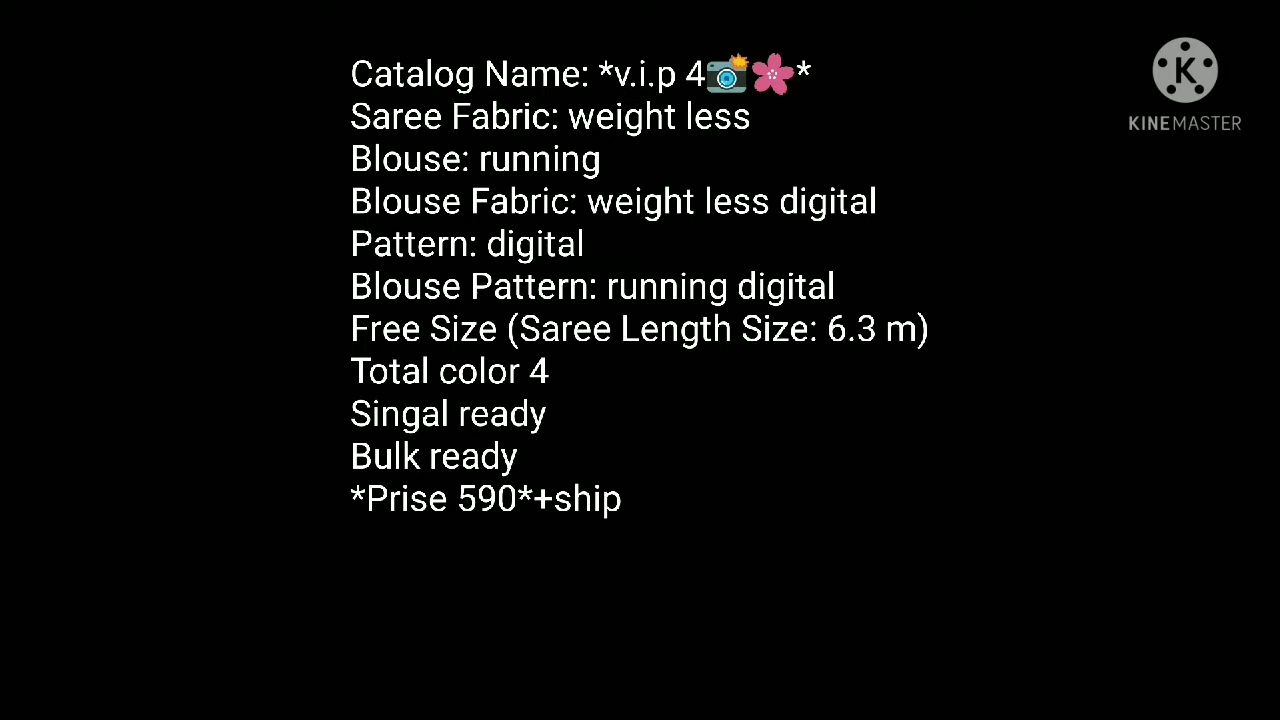 Catalog Name: *v.i.p 4📸🌸*
Saree Fabric: weight less
Blouse: running
Blouse Fabric: weight less digital
Pattern: digital
Blouse Pattern: running digital
Free Size (Saree Length Size: 6.3 m)
Total color 4
Singal ready
Bulk ready
*Prise 590*+ship
K
KINEMASTER